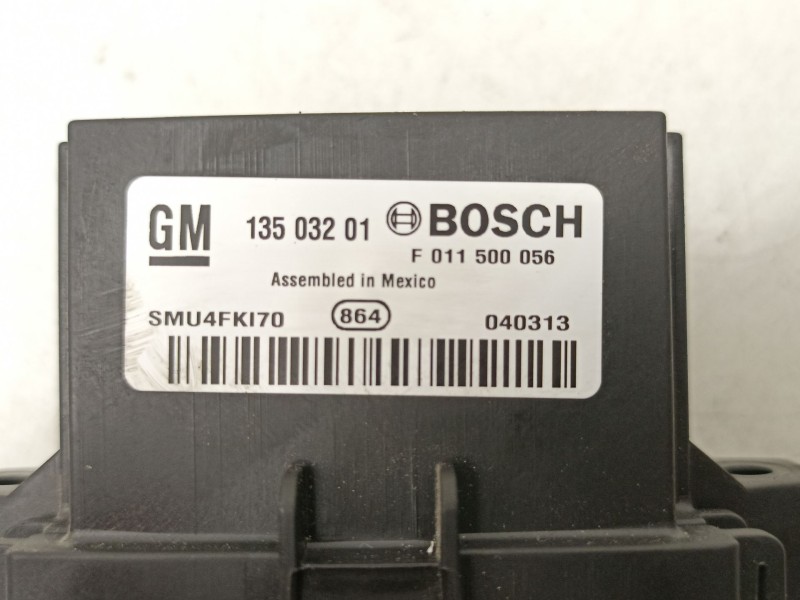 GM 135 032 01 BOSCH
F 011 500 056
Assembled in Mexico
SMU4FKI70 864 040313